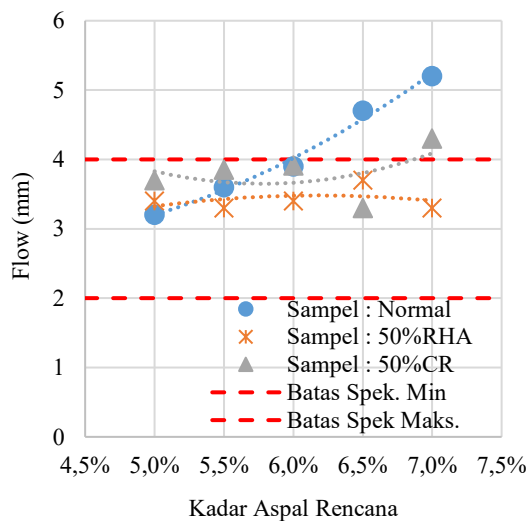 6
5
4
3
2
1
0
Flow (mm)
Sampel : Normal
Sampel : 50%RHA
Sampel : 50%CR
Batas Spek. Min
Batas Spek Maks.
4,5% 5,0% 5,5% 6,0% 6,5% 7,0% 7,5%
Kadar Aspal Rencana